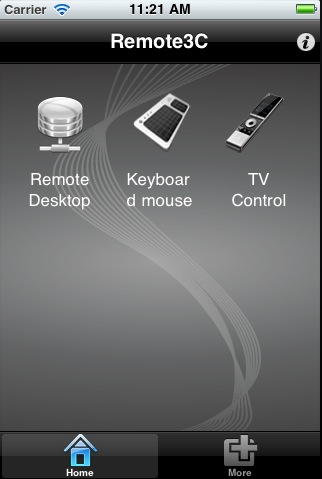 Carrier 11:21 AM
Remote3C
Remote Keyboar TV
Desktop d mouse Control
Home More